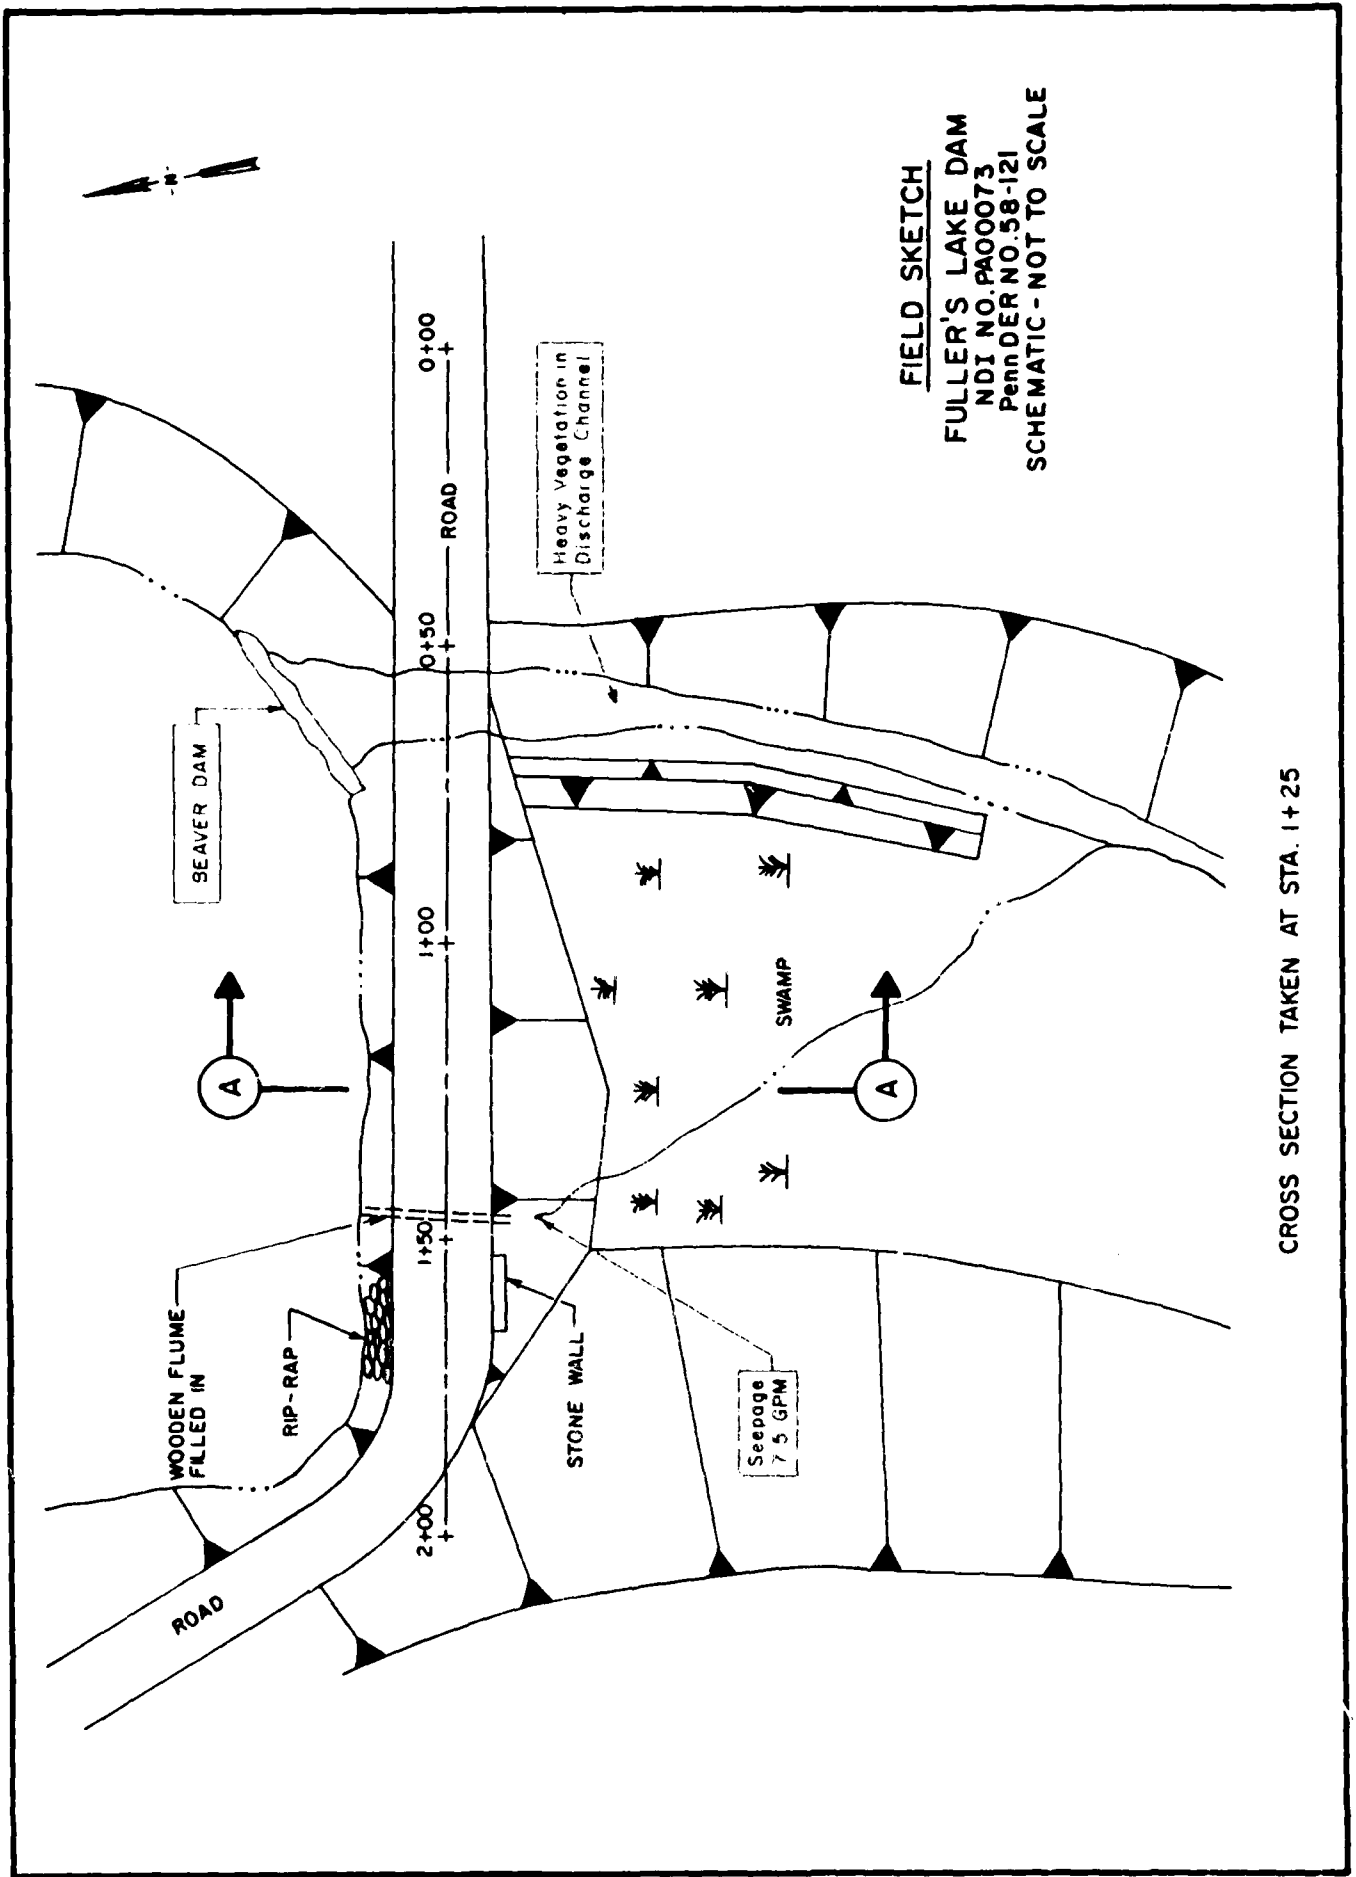 WOODEN FLUME
FILLED IN
RIP-RAP
BEAVER DAM
ROAD
A
N
2+00
1+50
1+00
0+50
0+00
ROAD
STONE WALL
Heavy Vegetation in
Discharge Channel
Seepage
7.5 GPM
SWAMP
A
FIELD SKETCH
FULLER'S LAKE DAM
NDI NO. PA00073
PennDER NO. 58-121
SCHEMATIC - NOT TO SCALE
CROSS SECTION TAKEN AT STA. 1+25